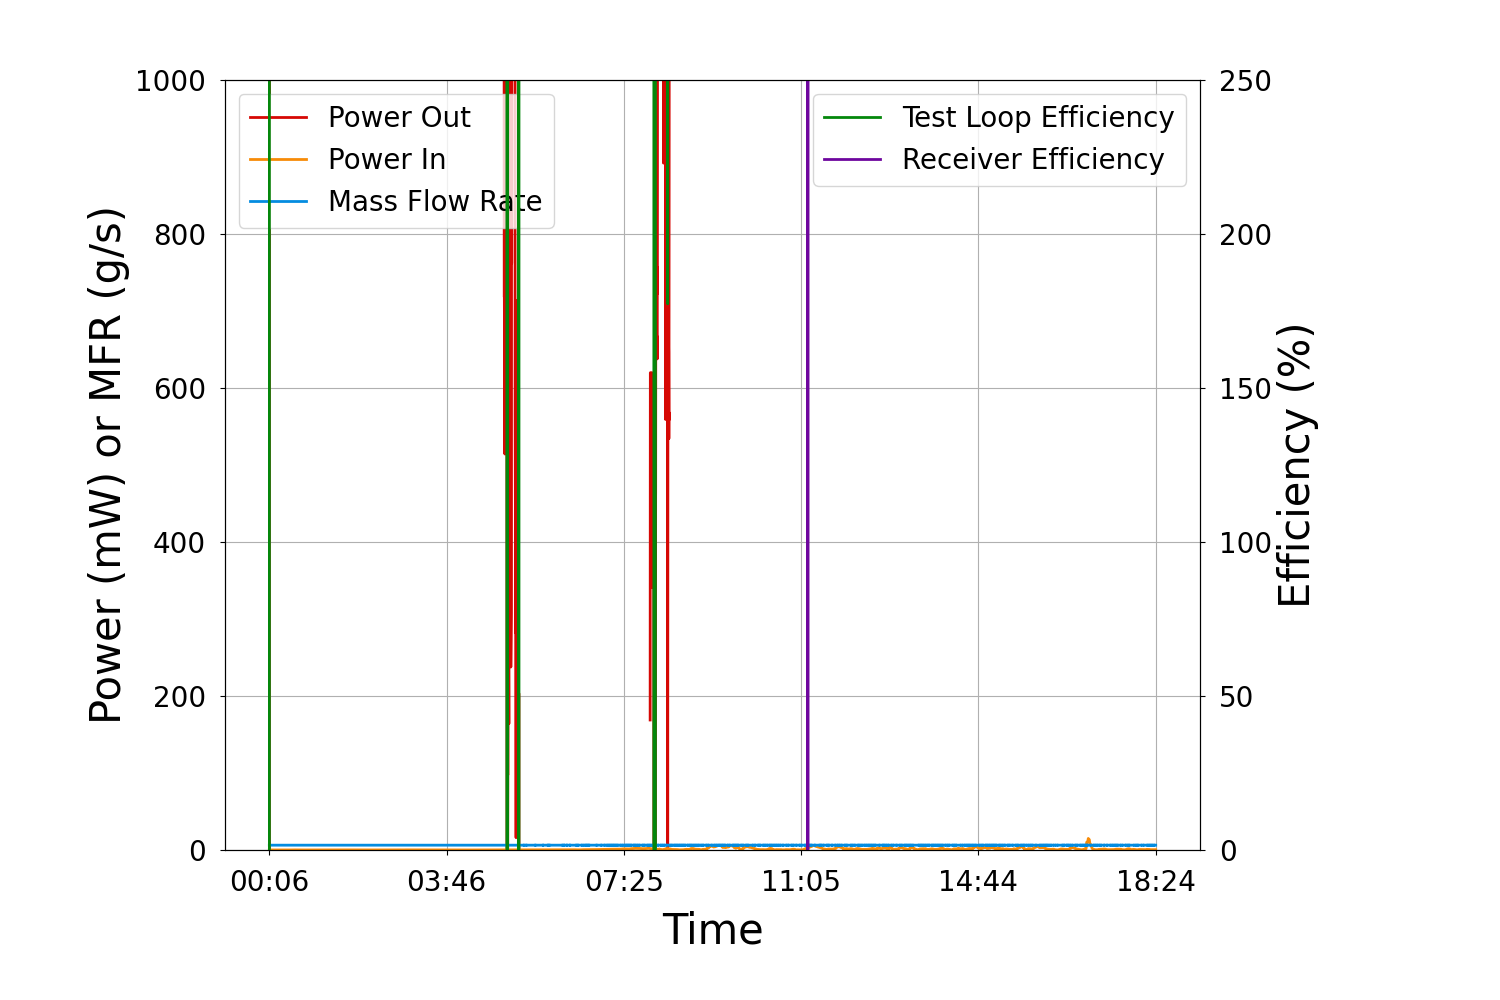 1000
800
600
400
200
0
Power (mW) or MFR (g/s)
Power Out
Power In
Mass Flow Rate
Test Loop Efficiency
Receiver Efficiency
250
200
150
100
50
0
Efficiency (%)
00:06 03:46 07:25 11:05 14:44 18:24
Time